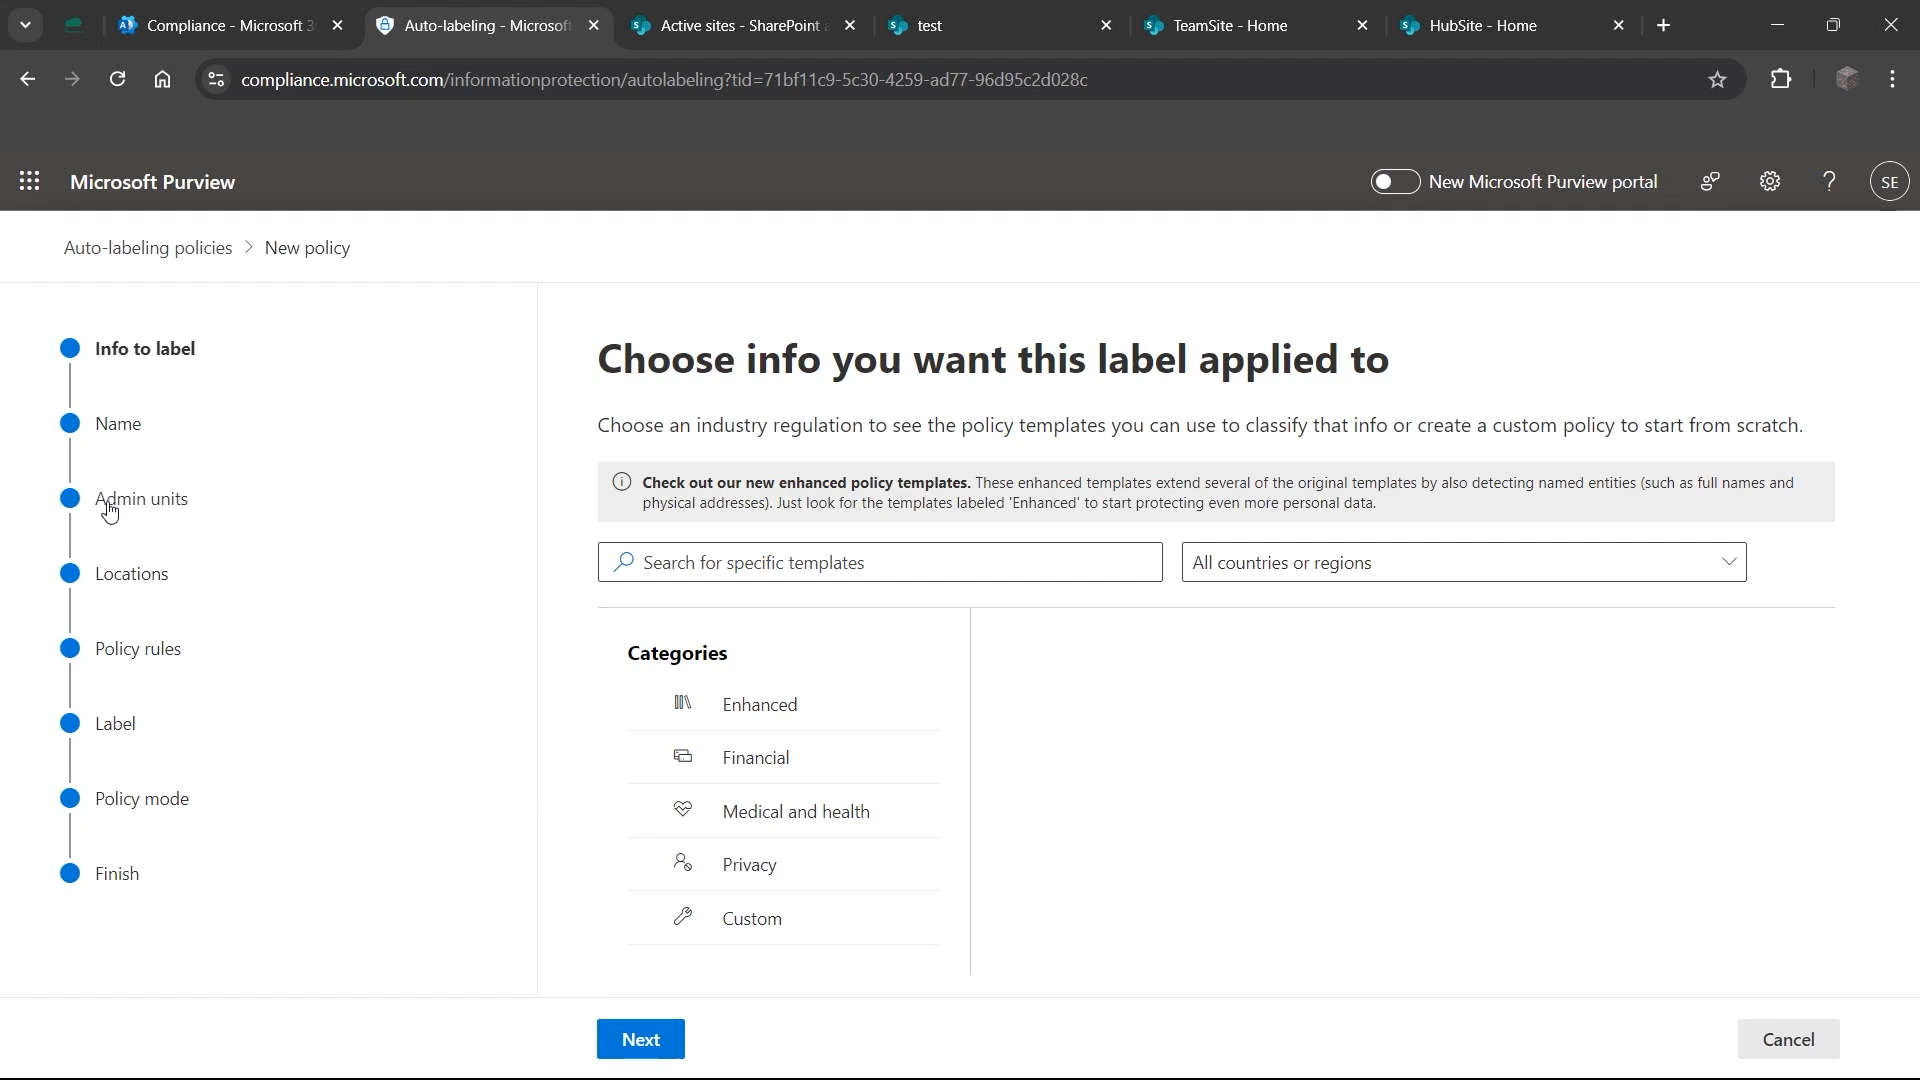 Compliance - Microsoft 3
Auto-labeling - Microsoft
Active sites - SharePoint a
test
TeamSite - Home
HubSite - Home
compliance.microsoft.com/informationprotection/autolabeling?tid=71bf11c9-5c30-4259-ad77-96d95c2d028c
Microsoft Purview
New Microsoft Purview portal
SE
Auto-labeling policies > New policy
Info to label
Name
Admin units
Locations
Policy rules
Label
Policy mode
Finish
Choose info you want this label applied to
Choose an industry regulation to see the policy templates you can use to classify that info or create a custom policy to start from scratch.
Check out our new enhanced policy templates. These enhanced templates extend several of the original templates by also detecting named entities (such as full names and
physical addresses). Just look for the templates labeled 'Enhanced' to start protecting even more personal data.
Search for specific templates
All countries or regions
Categories
Enhanced
Financial
Medical and health
Privacy
Custom
Next
Cancel